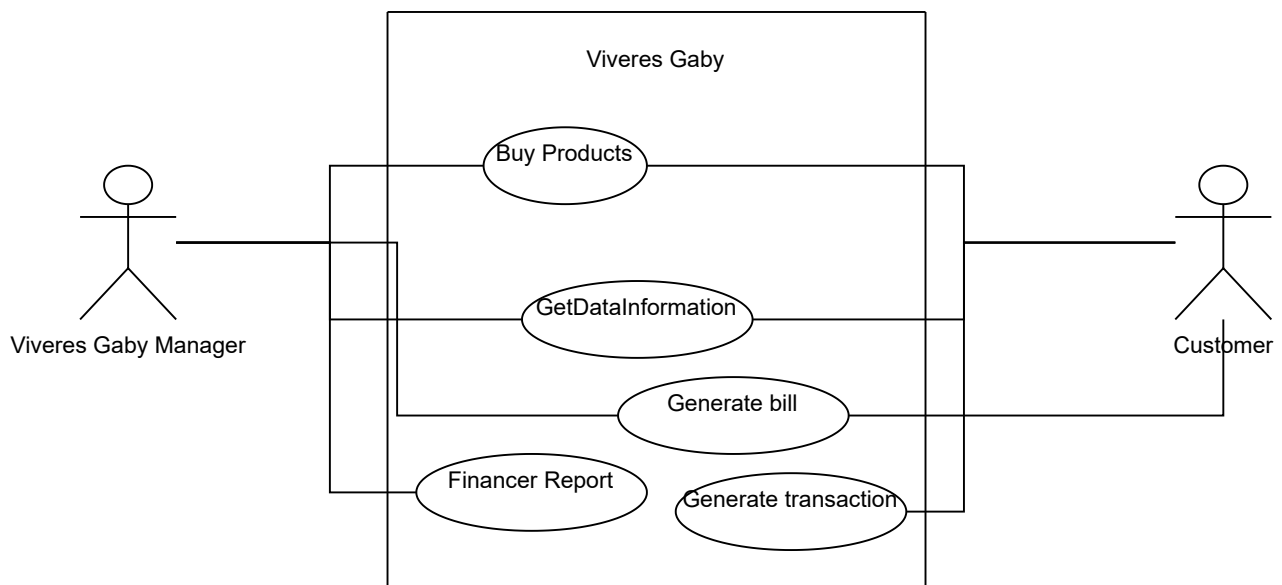 Viveres Gaby
Buy Products
GetDataInformation
Viveres Gaby Manager
Customer
Generate bill
Financer Report
Generate transaction